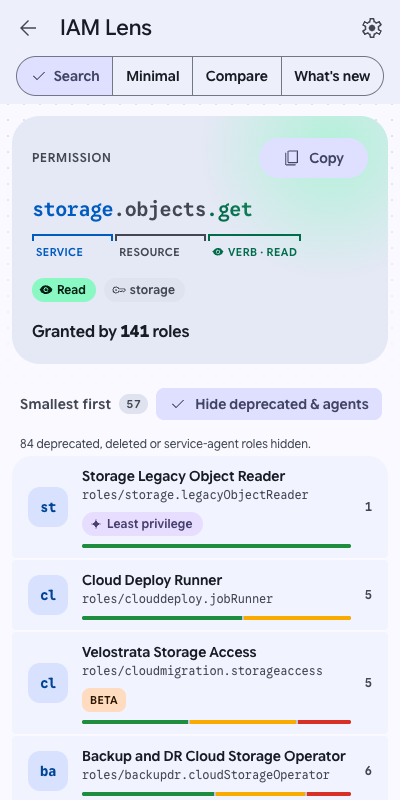 IAM Lens
Search
Minimal
Compare
What's new
PERMISSION
Copy
storage.objects.get
SERVICE
RESOURCE
VERB · READ
Read
storage
Granted by 141 roles
Smallest first 57
Hide deprecated & agents
84 deprecated, deleted or service-agent roles hidden.
st
Storage Legacy Object Reader
roles/storage.legacyObjectReader
Least privilege
1
cl
Cloud Deploy Runner
roles/clouddeploy.jobRunner
5
cl
Velostrata Storage Access
roles/cloudmigration.storageaccess
BETA
5
ba
Backup and DR Cloud Storage Operator
roles/backupdr.cloudStorageOperator
6